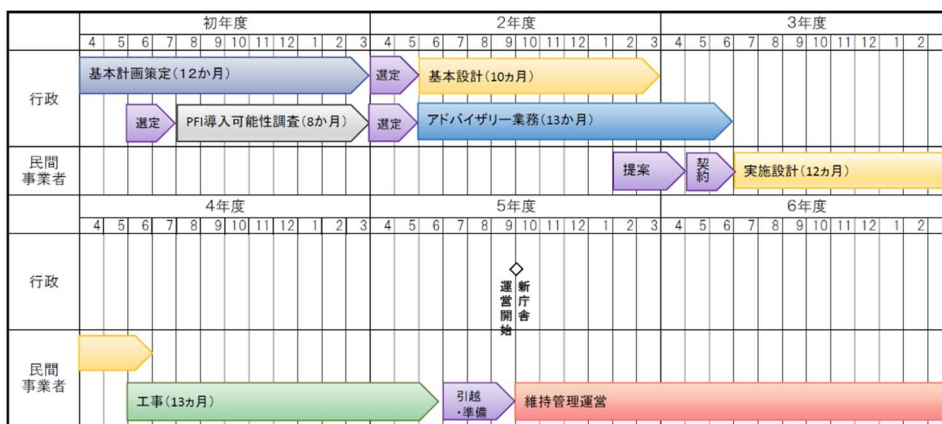 初年度 2年度 3年度
4 5 6 7 8 9 10 11 12 1 2 3 4 5 6 7 8 9 10 11 12 1 2 3 4 5 6 7 8 9 10 11 12 1 2
行政
基本計画策定(12か月)
選定
基本設計(10ヵ月)
選定
PFI導入可能性調査(8か月)
選定
アドバイザリー業務(13か月)
民間
事業者
提案
契約
実施設計(12ヵ月)
4年度 5年度 6年度
4 5 6 7 8 9 10 11 12 1 2 3 4 5 6 7 8 9 10 11 12 1 2 3 4 5 6 7 8 9 10 11 12 1 2
行政
新庁舎
運営開始
民間
事業者
工事(13ヵ月)
引越
・準備
維持管理運営